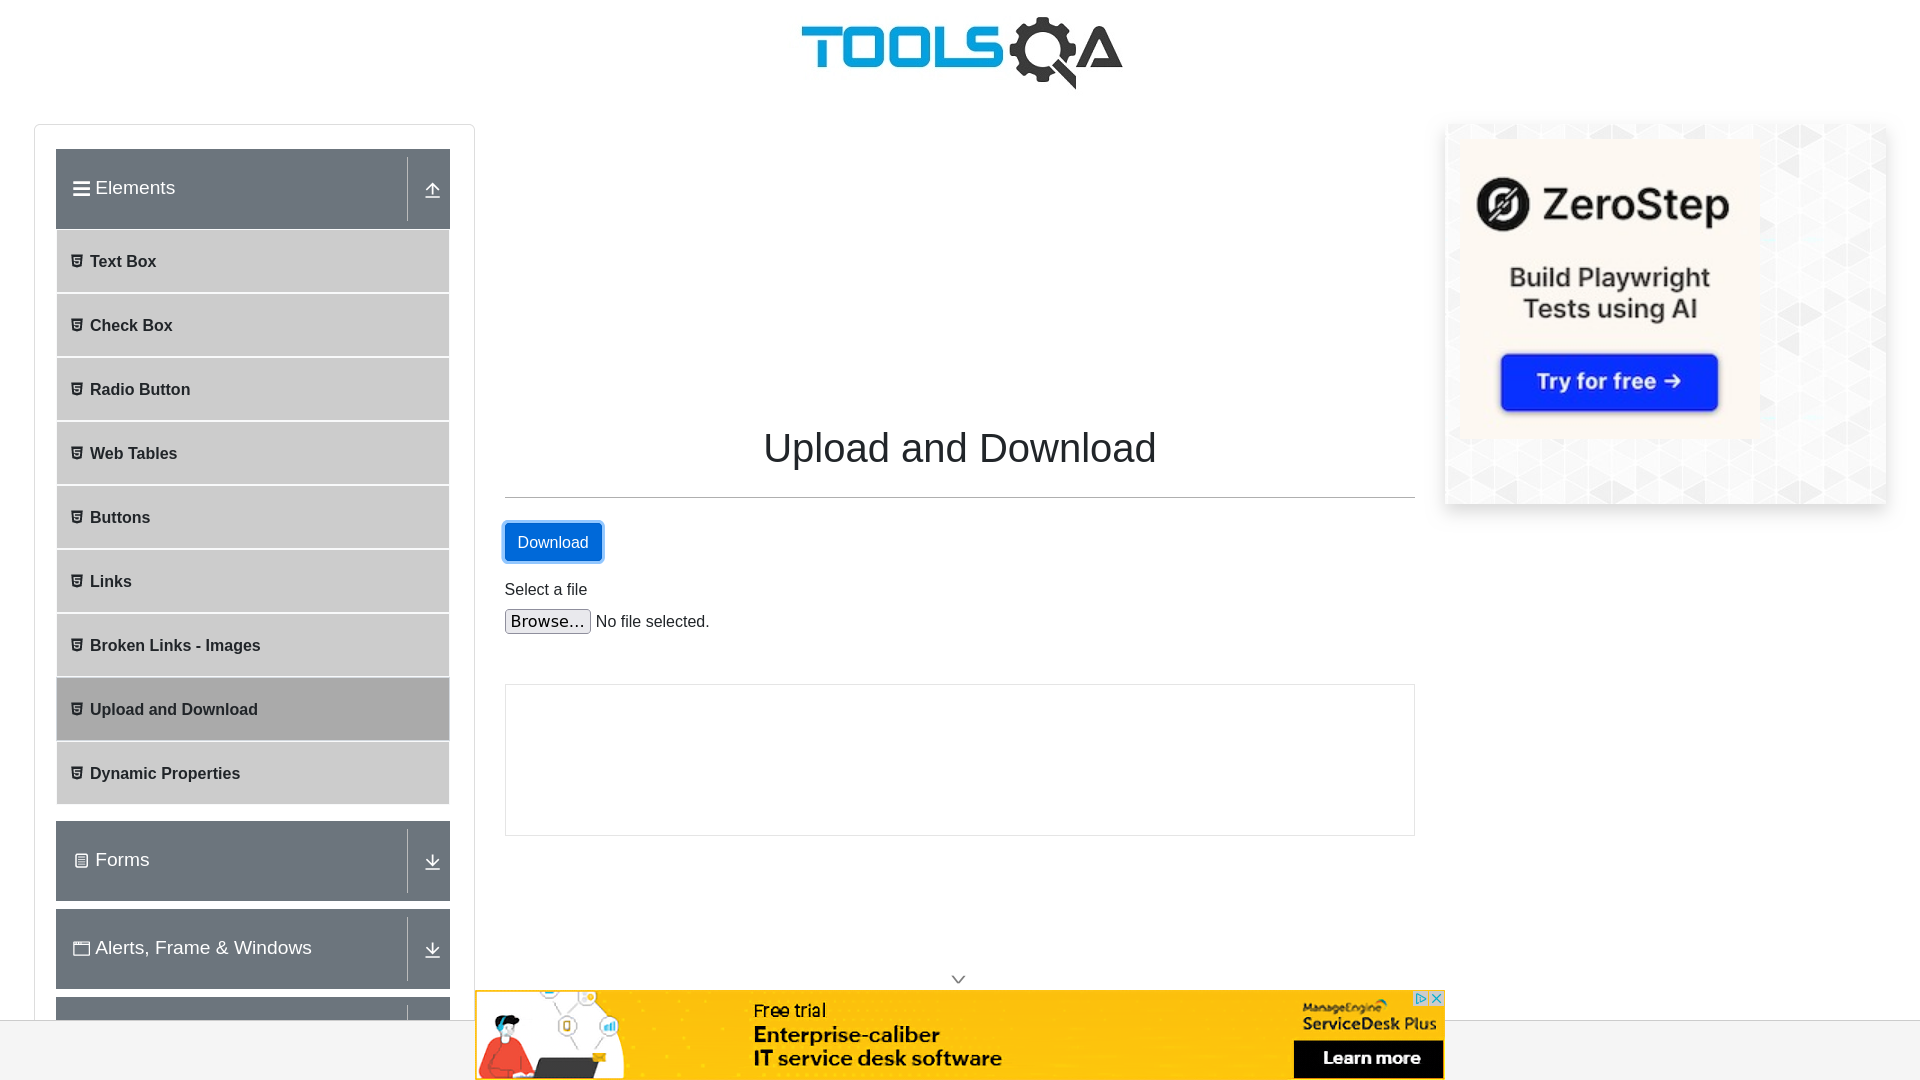 TOOLSQA
Elements
Text Box
Check Box
Radio Button
Web Tables
Buttons
Links
Broken Links - Images
Upload and Download
Dynamic Properties
Forms
Alerts, Frame & Windows
Upload and Download
Download
Select a file
Browse... No file selected.
ZeroStep
Build Playwright
Tests using AI
Try for free →
Free trial
Enterprise-caliber
IT service desk software
ManageEngine
ServiceDesk Plus
Learn more